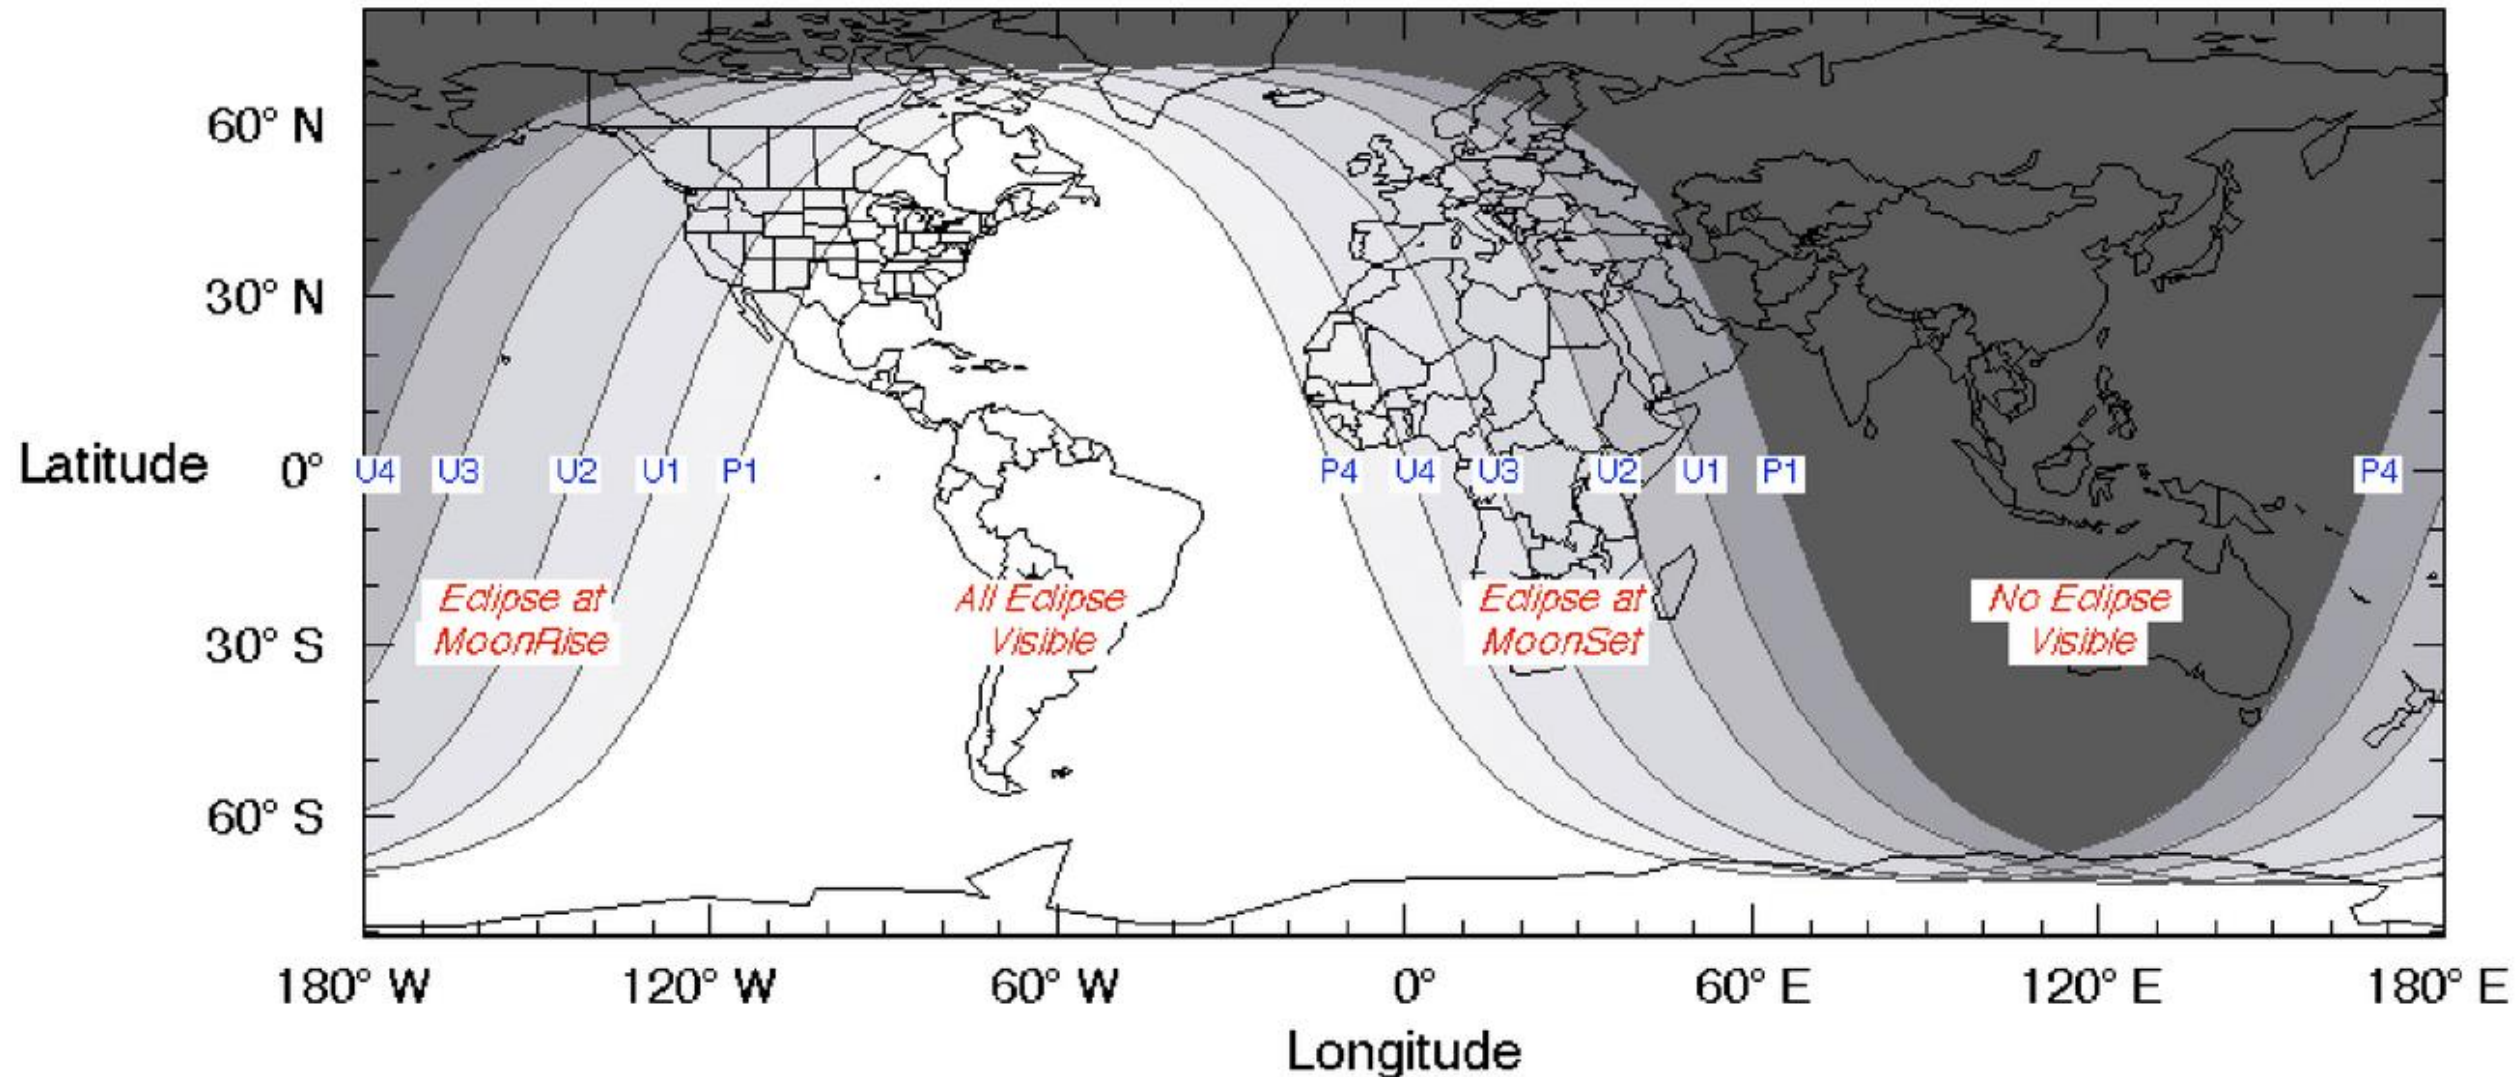 60° N
30° N
Latitude 0°
U4 U3 U2 U1 P1 P4 U4 U3 U2 U1 P1 P4
Eclipse at
MoonRise
All Eclipse
Visible
Eclipse at
MoonSet
No Eclipse
Visible
30° S
60° S
180° W 120° W 60° W 0° 60° E 120° E 180° E
Longitude